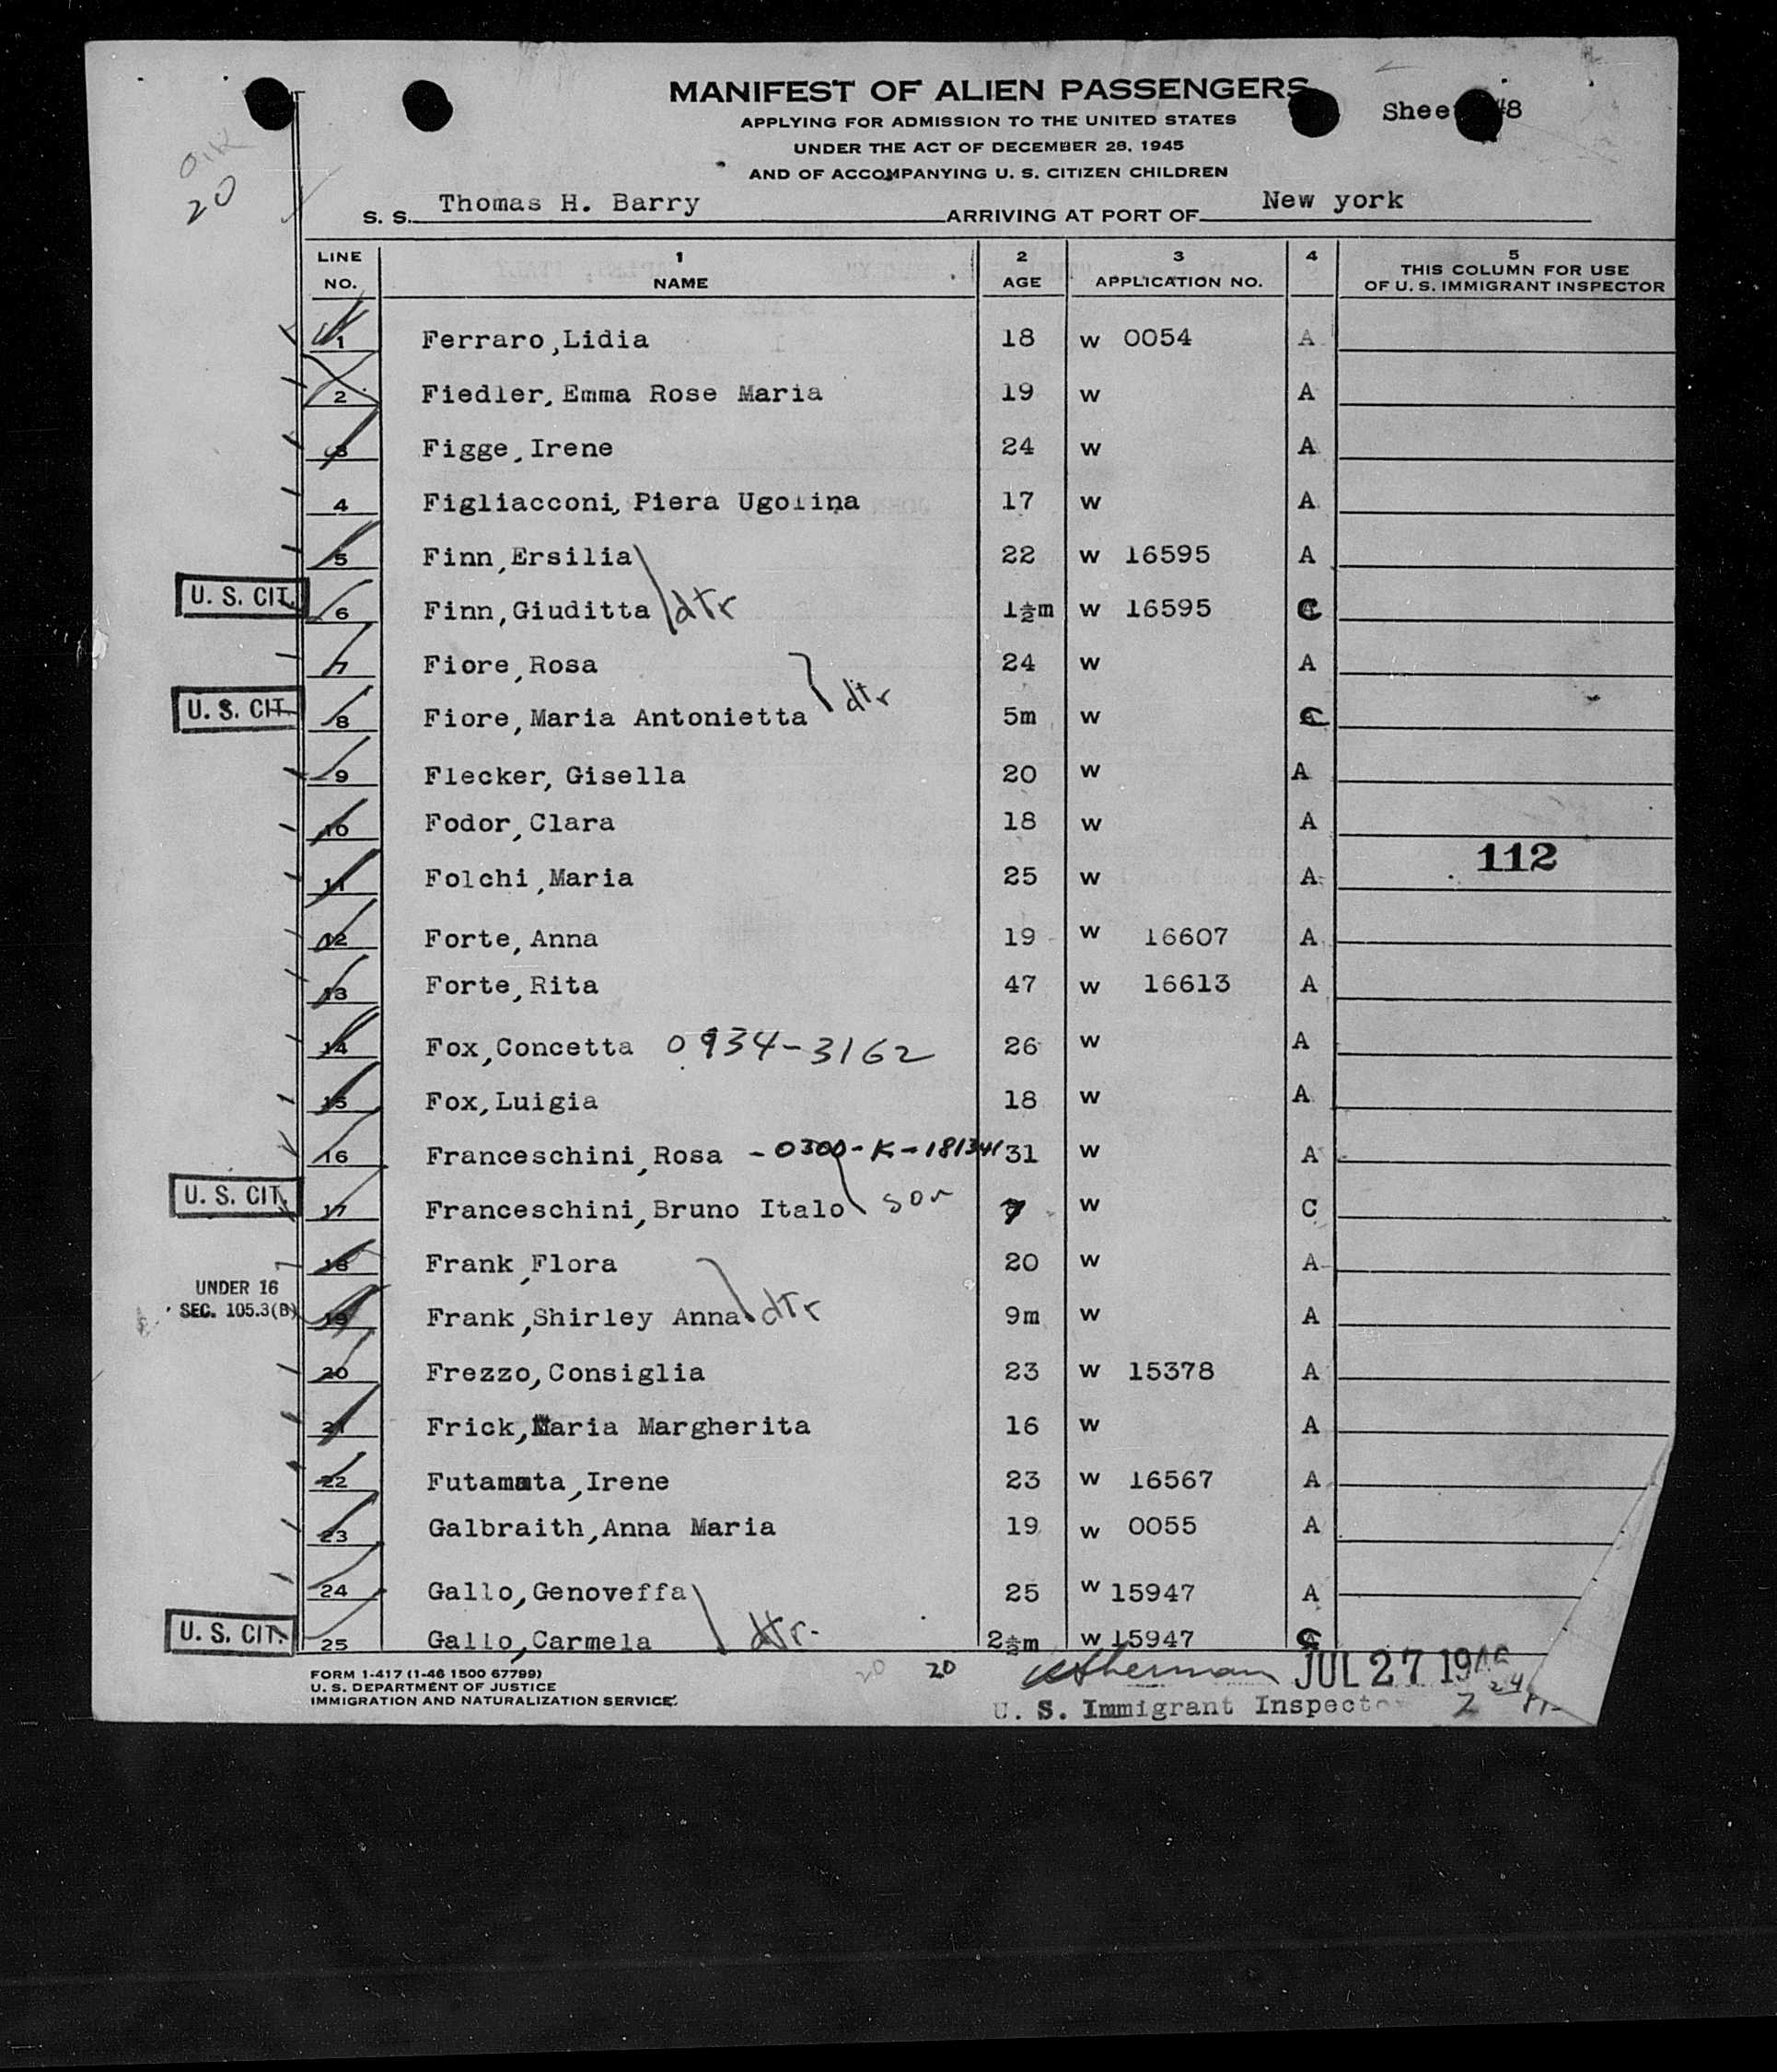 MANIFEST OF ALIEN PASSENGERS
Sheet #8
APPLYING FOR ADMISSION TO THE UNITED STATES
UNDER THE ACT OF DECEMBER 28, 1945
AND OF ACCOMPANYING U. S. CITIZEN CHILDREN
20
S. S. Thomas H. Barry ARRIVING AT PORT OF New york
LINE NO. 1 NAME 2 AGE 3 APPLICATION NO. 4 5 THIS COLUMN FOR USE OF U. S. IMMIGRANT INSPECTOR
1 Ferraro,Lidia 18 W 0054 A
2 Fiedler, Emma Rose Maria 19 W A
3 Figge, Irene 24 W A
4 Figliacconi, Piera Ugolina 17 W A
5 Finn,Ersilia 22 W 16595 A
U. S. CIT. 6 Finn,Giuditta dtr 1½m W 16595 C
7 Fiore,Rosa 24 W A
U. S. CIT. 8 Fiore,Maria Antonietta dtr 5m W C
9 Flecker, Gisella 20 W A
10 Fodor,Clara 18 W A
112
11 Folchi,Maria 25 W A
12 Forte,Anna 19 W 16607 A
13 Forte,Rita 47 W 16613 A
14 Fox,Concetta 0934-3162 26 W A
15 Fox,Luigia 18 W A
16 Franceschini,Rosa -0300-K-181341 31 W A
U. S. CIT. 17 Franceschini,Bruno Italo son 7 W C
18 Frank,Flora 20 W A
UNDER 16
SEC. 105.3(B) 19 Frank,Shirley Anna dtr 9m W A
20 Frezzo,Consiglia 23 W 15378 A
21 Frick,Maria Margherita 16 W A
22 Futamata,Irene 23 W 16567 A
23 Galbraith,Anna Maria 19 W 0055 A
24 Gallo,Genoveffa 25 W 15947 A
U. S. CIT. 25 Gallo,Carmela dtr. 2½m W 15947 C
FORM I-417 (1-46 1500 67799)
U. S. DEPARTMENT OF JUSTICE
IMMIGRATION AND NATURALIZATION SERVICE
20 20
JUL 27 1946
U. S. Immigrant Inspector